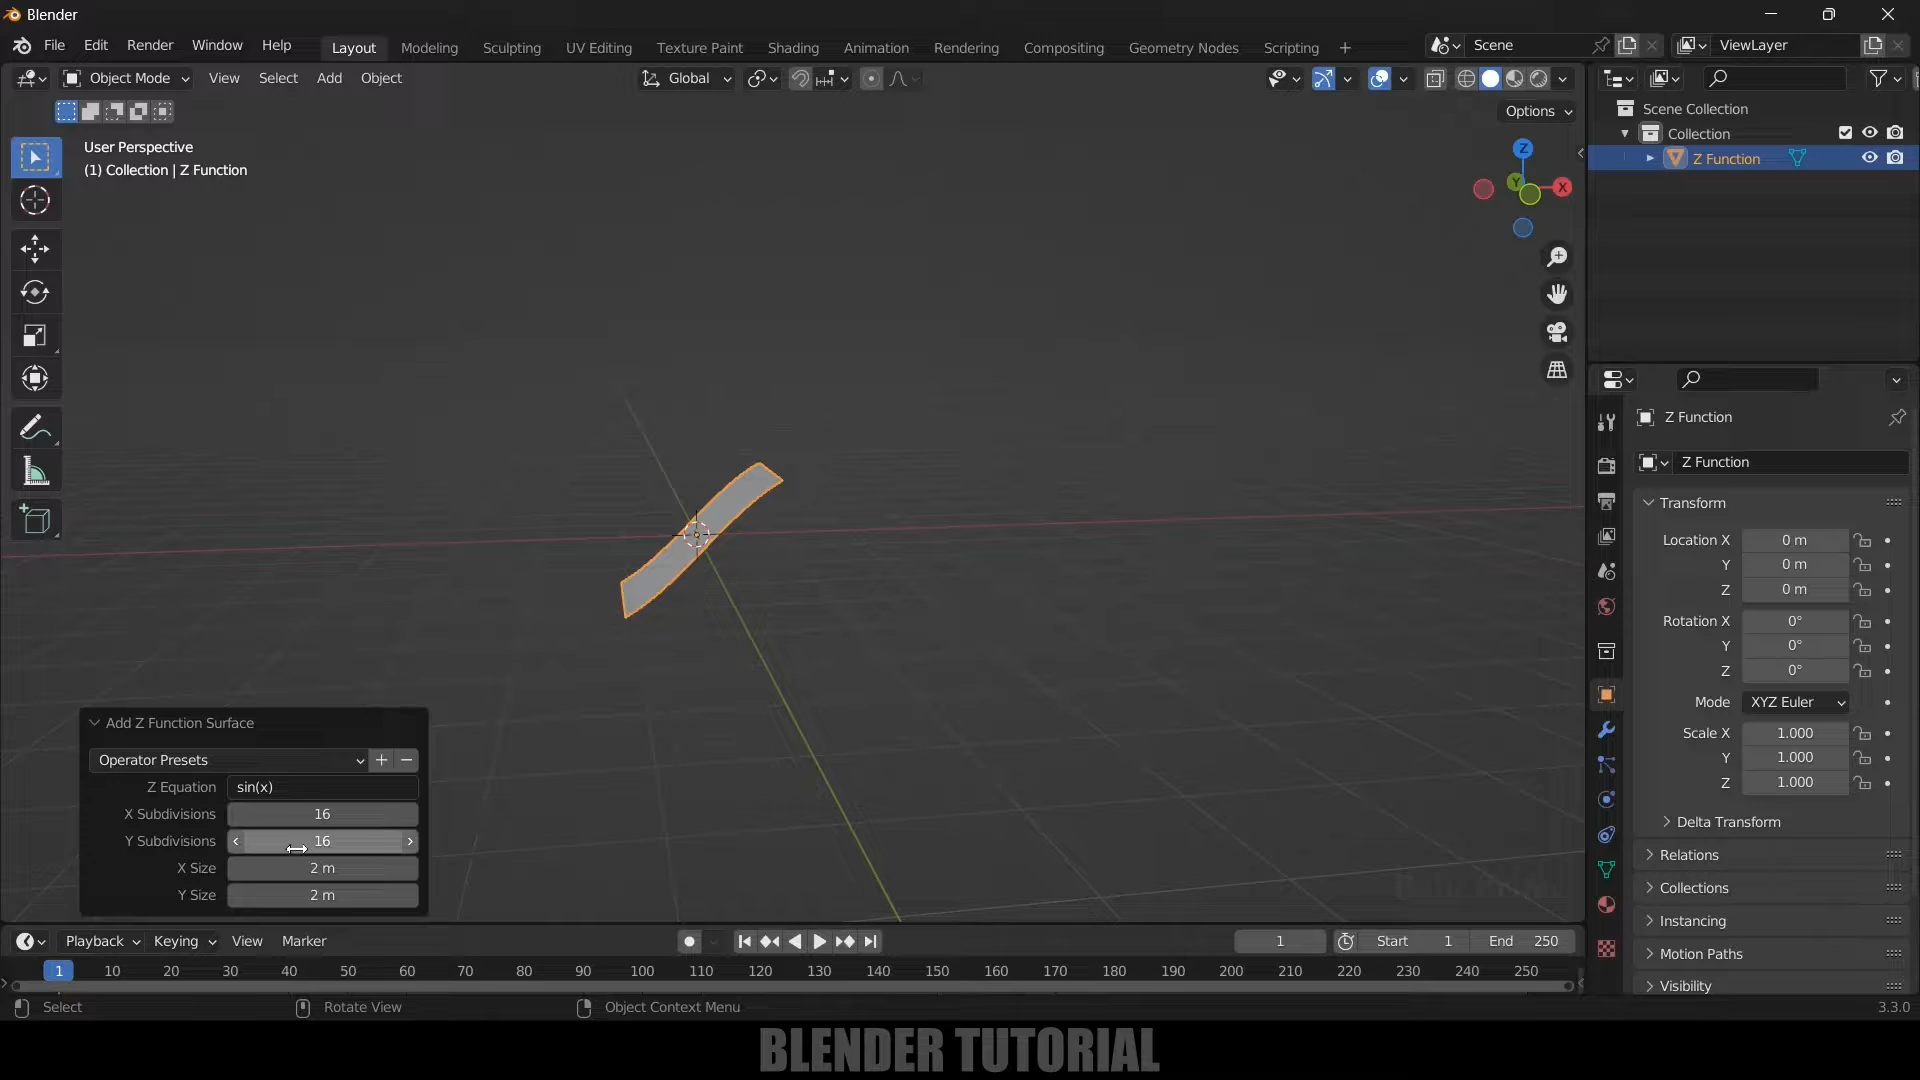 Blender
File Edit Render Window Help Layout Modeling Sculpting UV Editing Texture Paint Shading Animation Rendering Compositing Geometry Nodes Scripting + Scene ViewLayer
Object Mode View Select Add Object Global
Options
User Perspective
(1) Collection | Z Function
Z
Y
X
Scene Collection
Collection
Z Function
Z Function
Z Function
Transform
Location X 0 m
Y 0 m
Z 0 m
Rotation X 0°
Y 0°
Z 0°
Mode XYZ Euler
Scale X 1.000
Y 1.000
Z 1.000
Delta Transform
Relations
Collections
Instancing
Motion Paths
Visibility
Add Z Function Surface
Operator Presets + −
Z Equation sin(x)
X Subdivisions 16
Y Subdivisions < 16 >
X Size 2 m
Y Size 2 m
Playback Keying View Marker 1 Start 1 End 250
1 10 20 30 40 50 60 70 80 90 100 110 120 130 140 150 160 170 180 190 200 210 220 230 240 250
Select Rotate View Object Context Menu 3.3.0
BLENDER TUTORIAL